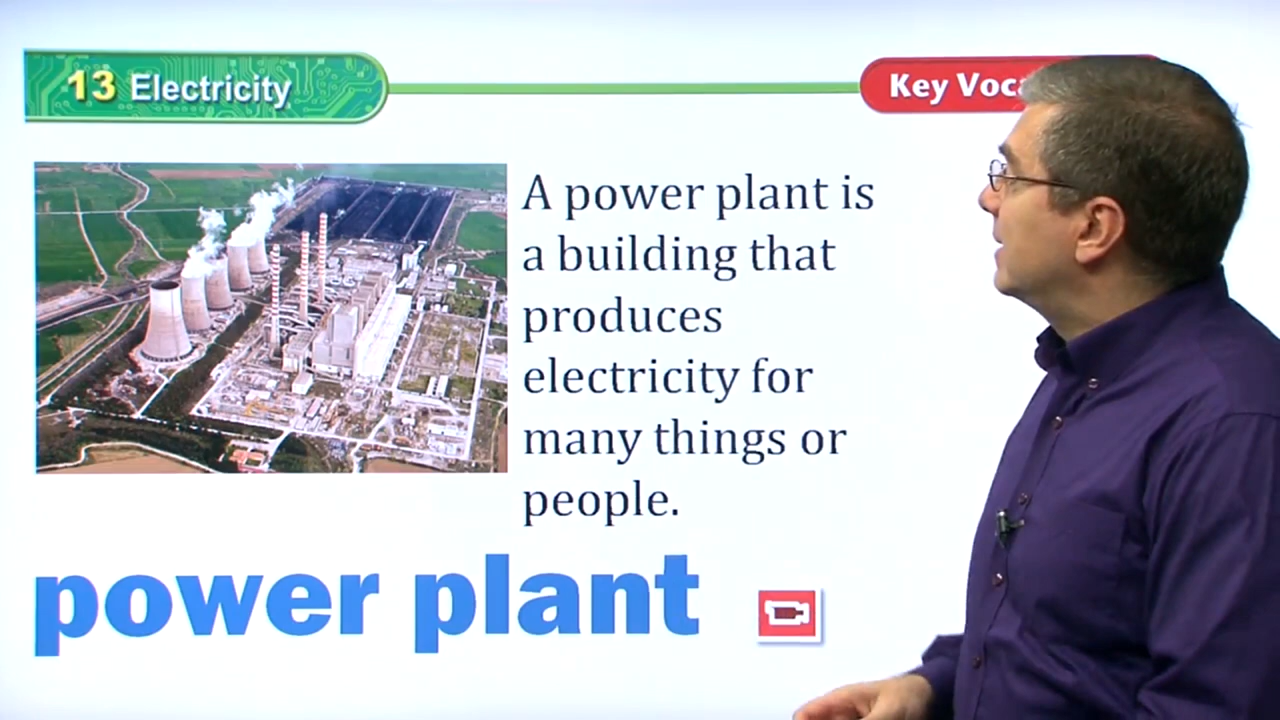 13 Electricity
Key Voca
A power plant is
a building that
produces
electricity for
many things or
people.
power plant